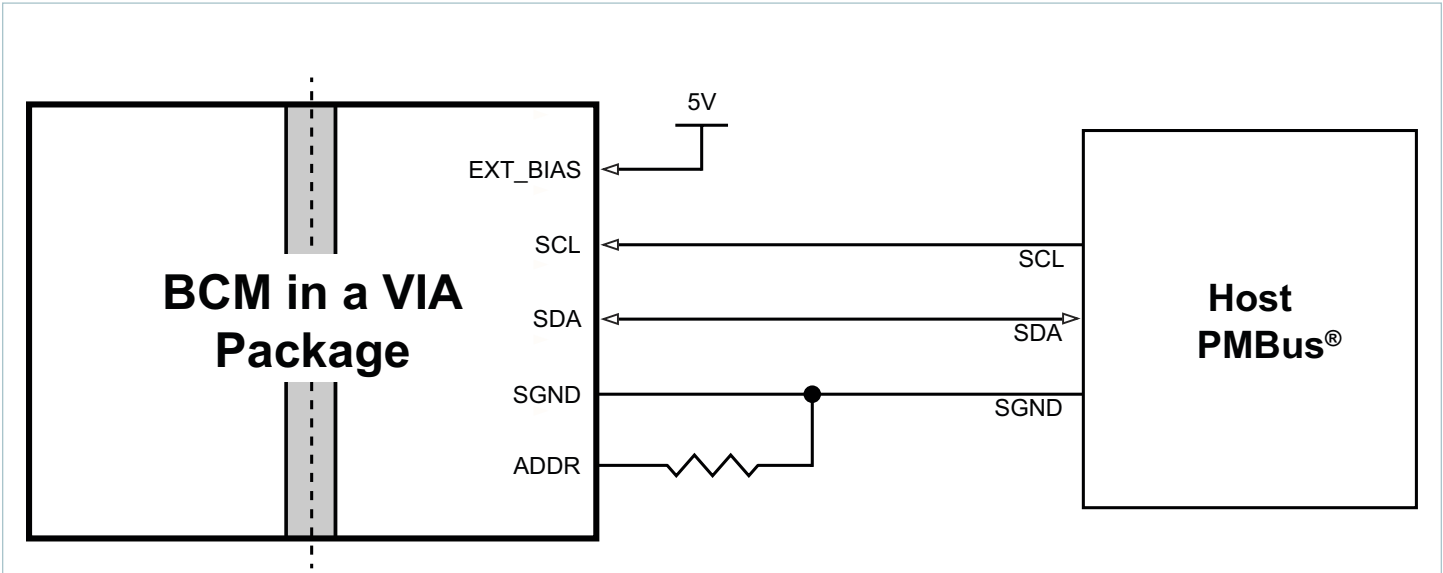 5V
EXT_BIAS
SCL
SCL
BCM in a VIA
Package
SDA
SDA
Host
PMBus®
SGND
SGND
ADDR